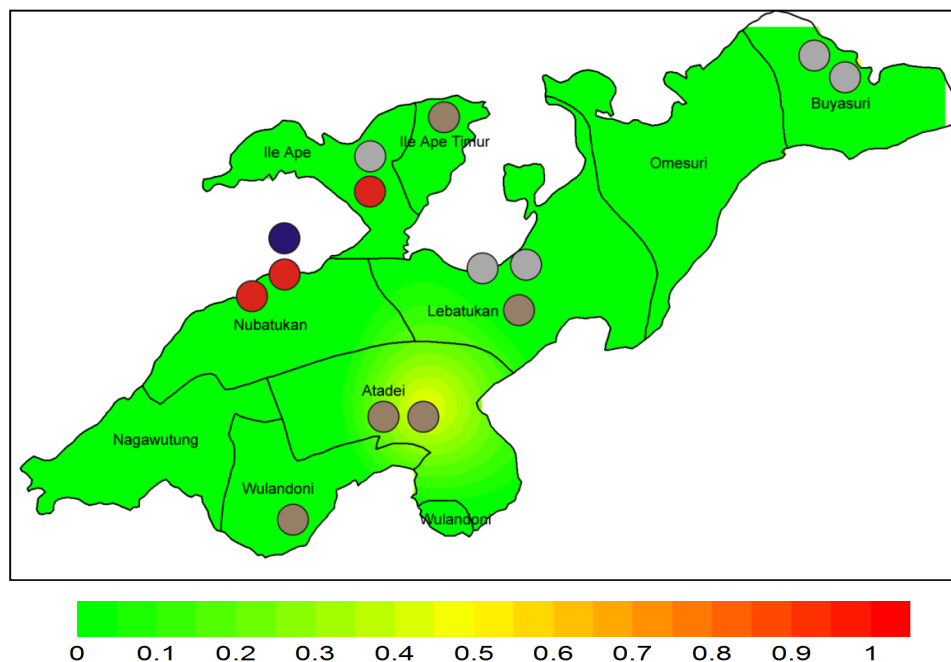 Buyasuri
Ile Ape Timur
Ile Ape
Omesuri
Lebatukan
Nubatukan
Atadei
Nagawutung
Wulandoni
Wulandoni
0 0.1 0.2 0.3 0.4 0.5 0.6 0.7 0.8 0.9 1